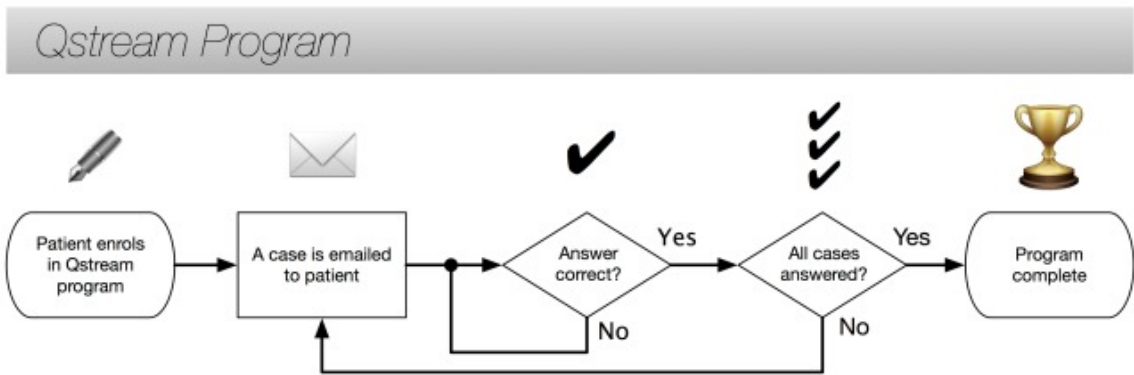 Qstream Program
Patient enrols
in Qstream
program
A case is emailed
to patient
Answer
correct?
Yes
No
All cases
answered?
Yes
No
Program
complete